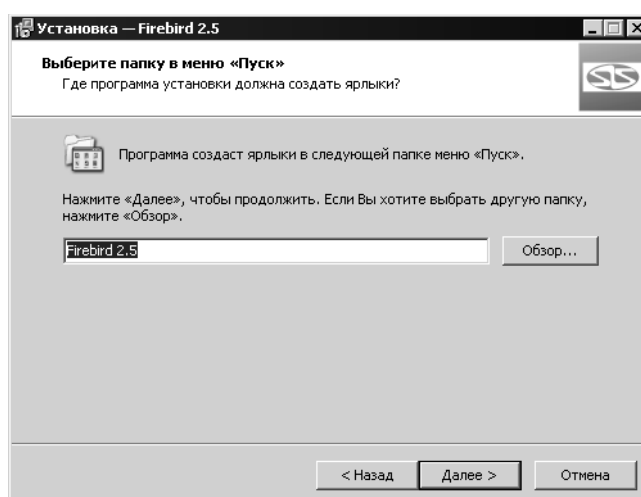 Установка — Firebird 2.5
Выберите папку в меню «Пуск»
Где программа установки должна создать ярлыки?
Программа создаст ярлыки в следующей папке меню «Пуск».
Нажмите «Далее», чтобы продолжить. Если Вы хотите выбрать другую папку,
нажмите «Обзор».
Firebird 2.5
Обзор...
< Назад
Далее >
Отмена